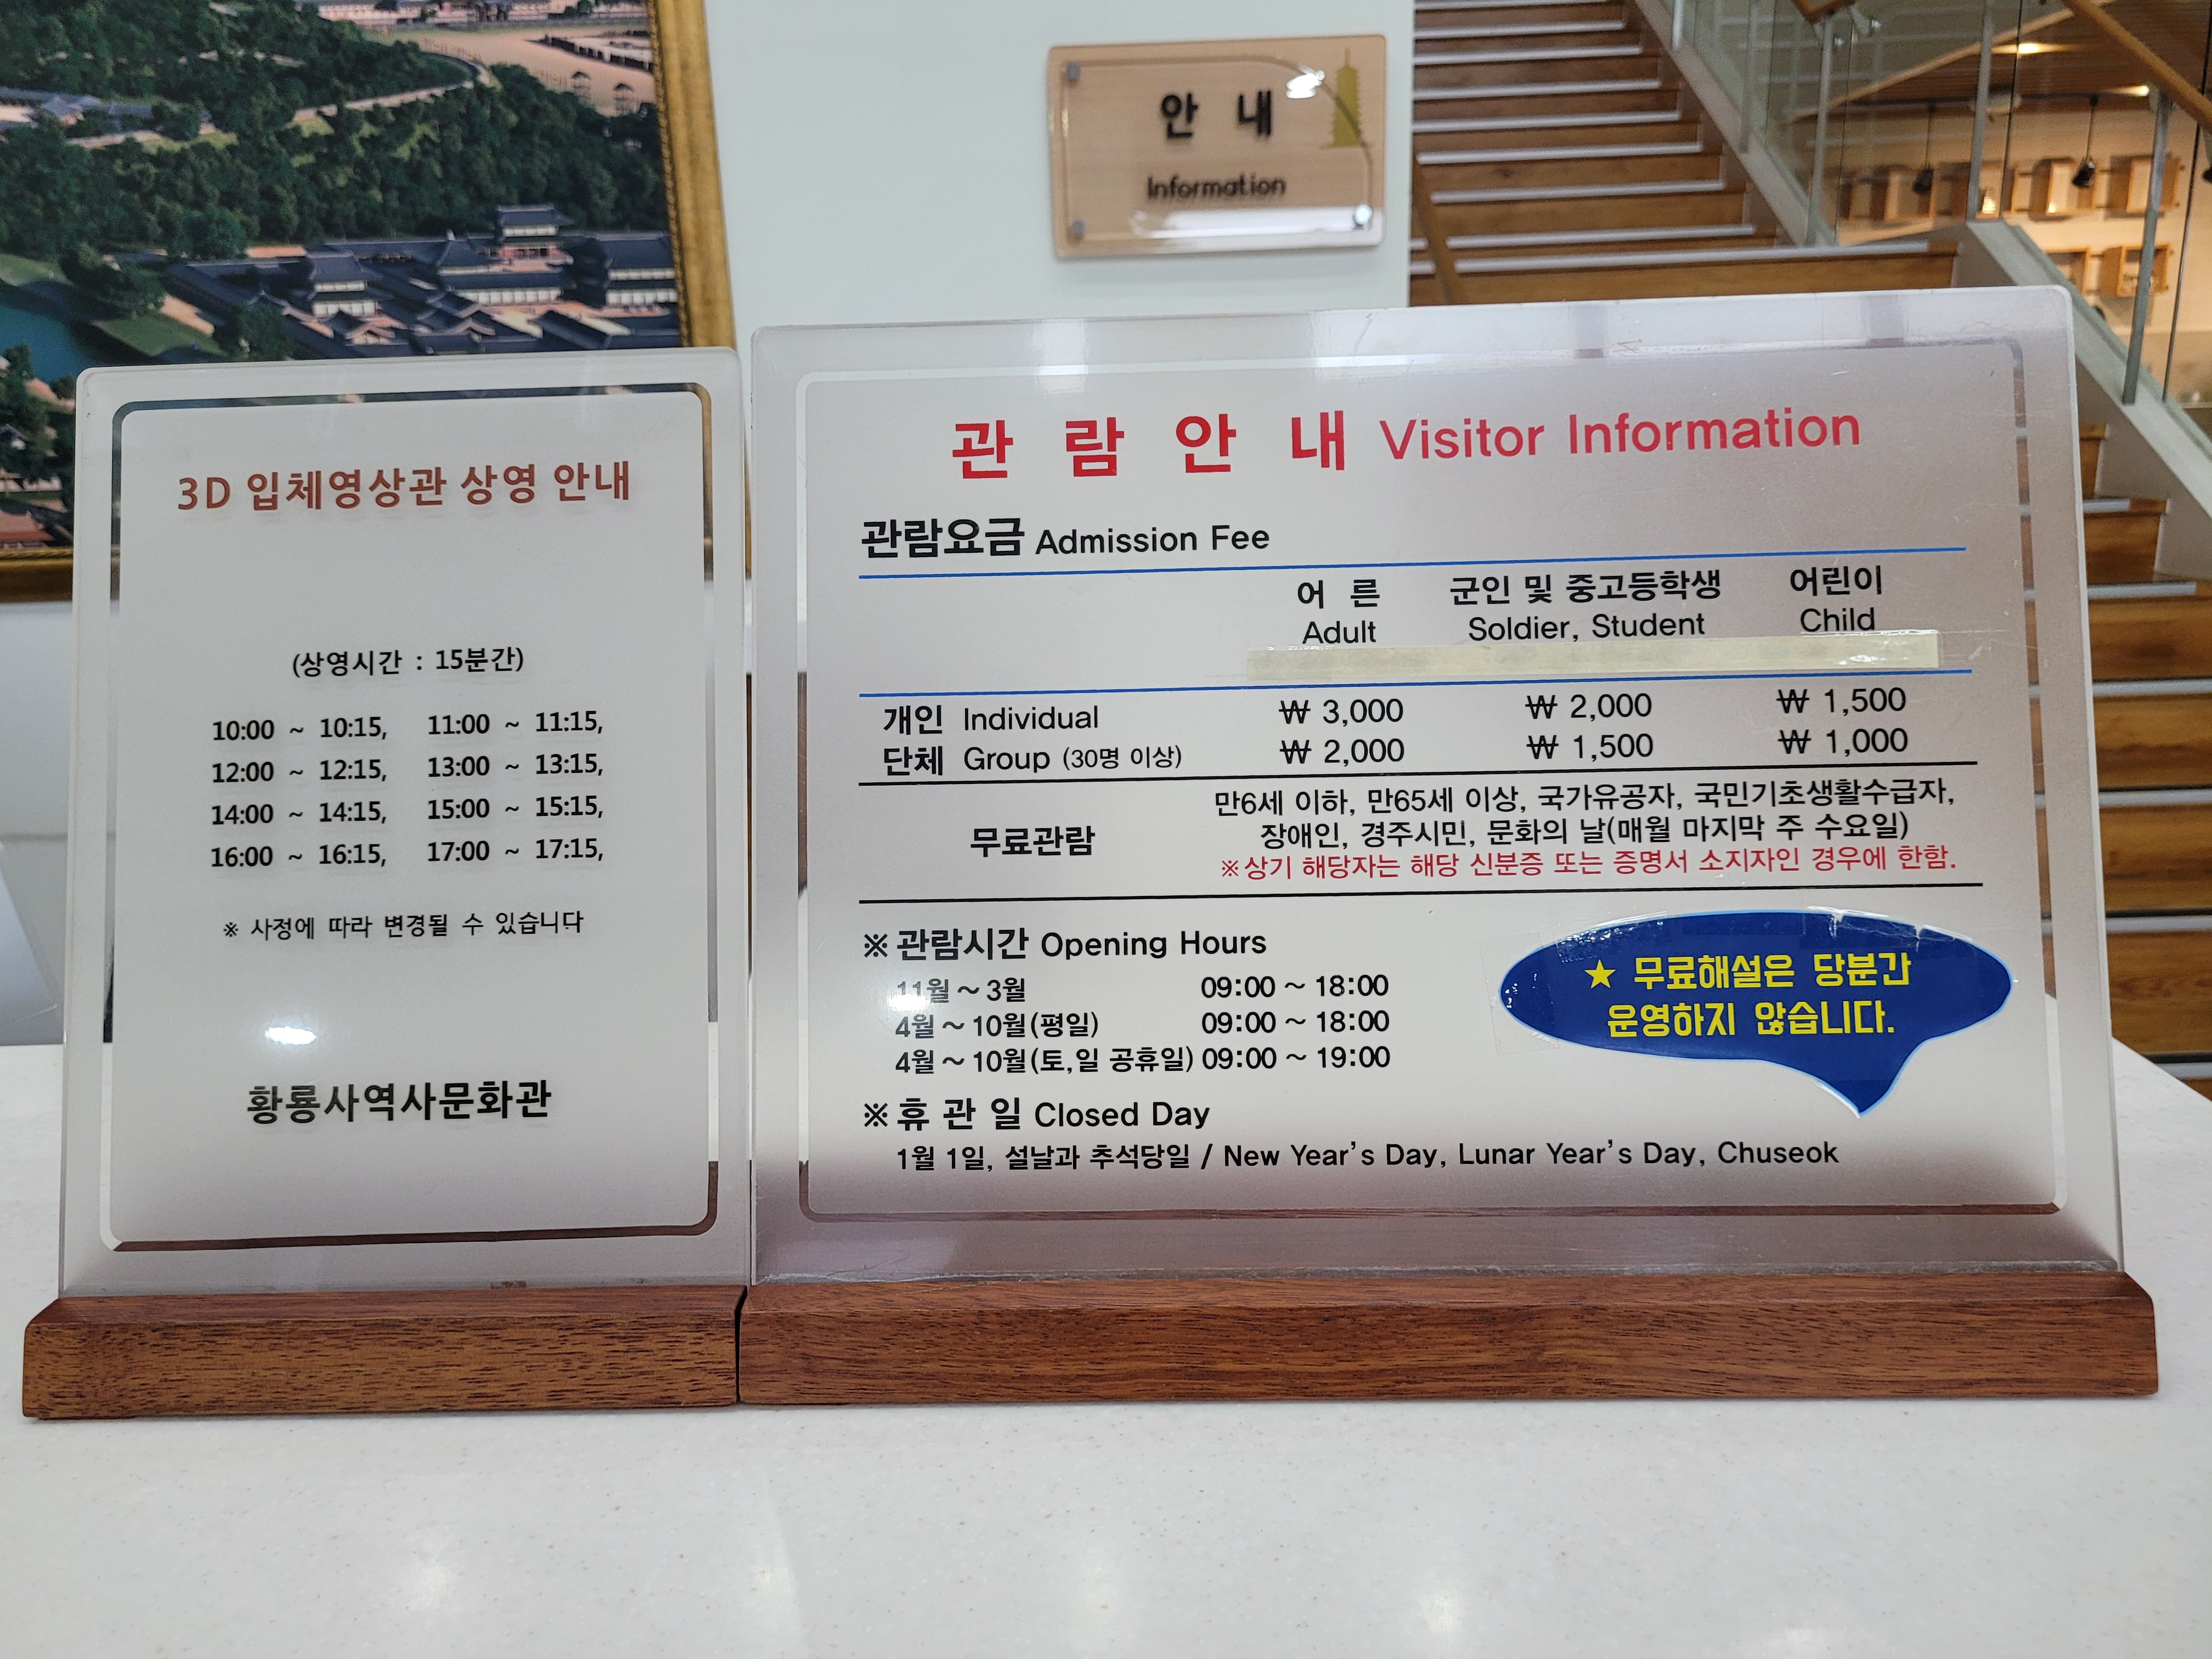 안 내
Information
3D 입체영상관 상영 안내
(상영시간 : 15분간)
10:00 ~ 10:15, 11:00 ~ 11:15,
12:00 ~ 12:15, 13:00 ~ 13:15,
14:00 ~ 14:15, 15:00 ~ 15:15,
16:00 ~ 16:15, 17:00 ~ 17:15,
※ 사정에 따라 변경될 수 있습니다
황룡사역사문화관
관 람 안 내 Visitor Information
관람요금 Admission Fee
어 른 군인 및 중고등학생 어린이
Adult Soldier, Student Child
개인 Individual ₩ 3,000 ₩ 2,000 ₩ 1,500
단체 Group (30명 이상) ₩ 2,000 ₩ 1,500 ₩ 1,000
무료관람
만6세 이하, 만65세 이상, 국가유공자, 국민기초생활수급자,
장애인, 경주시민, 문화의 날(매월 마지막 주 수요일)
※상기 해당자는 해당 신분증 또는 증명서 소지자인 경우에 한함.
※ 관람시간 Opening Hours
11월 ~ 3월 09:00 ~ 18:00
4월 ~ 10월(평일) 09:00 ~ 18:00
4월 ~ 10월(토,일 공휴일) 09:00 ~ 19:00
★ 무료해설은 당분간
운영하지 않습니다.
※ 휴 관 일 Closed Day
1월 1일, 설날과 추석당일 / New Year's Day, Lunar Year's Day, Chuseok